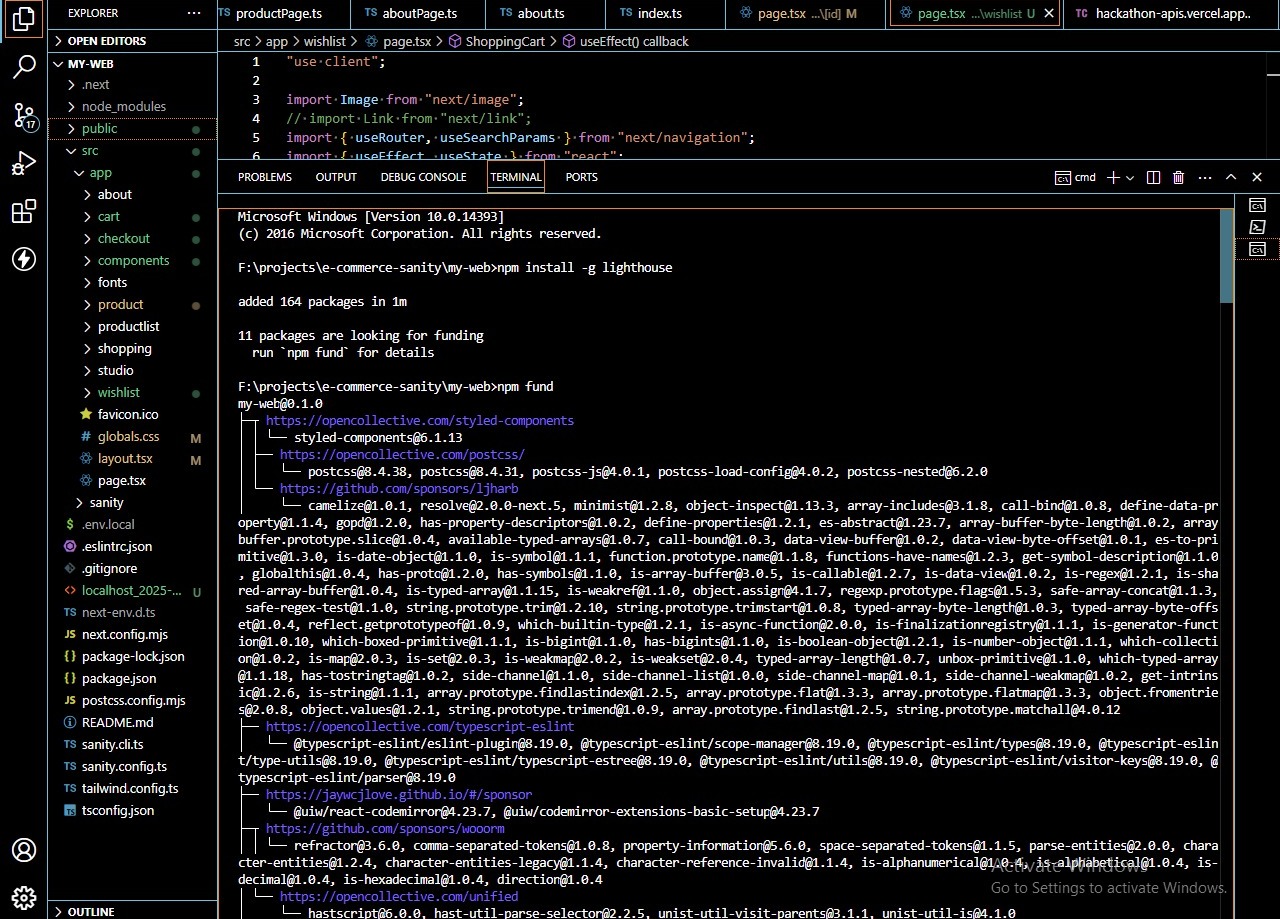 EXPLORER
productPage.ts
aboutPage.ts
about.ts
index.ts
page.tsx ...\[id] M
page.tsx ...\wishlist U
hackathon-apis.vercel.app..
OPEN EDITORS
src > app > wishlist > page.tsx > ShoppingCart > useEffect() callback
MY-WEB
.next
node_modules
public
src
app
about
cart
checkout
components
fonts
product
productlist
shopping
studio
wishlist
favicon.ico
globals.css M
layout.tsx M
page.tsx
sanity
.env.local
.eslintrc.json
.gitignore
localhost_2025-... U
next-env.d.ts
next.config.mjs
package-lock.json
package.json
postcss.config.mjs
README.md
sanity.cli.ts
sanity.config.ts
tailwind.config.ts
tsconfig.json
OUTLINE
17
1 "use·client";
2
3 import·Image·from·"next/image";
4 //·import·Link·from·"next/link";
5 import·{·useRouter,·useSearchParams·}·from·"next/navigation";
6 import·{·useEffect,·useState·}·from·"react";
PROBLEMS OUTPUT DEBUG CONSOLE TERMINAL PORTS
cmd
Microsoft Windows [Version 10.0.14393]
(c) 2016 Microsoft Corporation. All rights reserved.
F:\projects\e-commerce-sanity\my-web>npm install -g lighthouse
added 164 packages in 1m
11 packages are looking for funding
run `npm fund` for details
F:\projects\e-commerce-sanity\my-web>npm fund
my-web@0.1.0
https://opencollective.com/styled-components
styled-components@6.1.13
https://opencollective.com/postcss/
postcss@8.4.38, postcss@8.4.31, postcss-js@4.0.1, postcss-load-config@4.0.2, postcss-nested@6.2.0
https://github.com/sponsors/ljharb
camelize@1.0.1, resolve@2.0.0-next.5, minimist@1.2.8, object-inspect@1.13.3, array-includes@3.1.8, call-bind@1.0.8, define-data-pr
operty@1.1.4, gopd@1.2.0, has-property-descriptors@1.0.2, define-properties@1.2.1, es-abstract@1.23.7, array-buffer-byte-length@1.0.2, array
buffer.prototype.slice@1.0.4, available-typed-arrays@1.0.7, call-bound@1.0.3, data-view-buffer@1.0.2, data-view-byte-offset@1.0.1, es-to-pri
mitive@1.3.0, is-date-object@1.1.0, is-symbol@1.1.1, function.prototype.name@1.1.8, functions-have-names@1.2.3, get-symbol-description@1.1.0
, globalthis@1.0.4, has-proto@1.2.0, has-symbols@1.1.0, is-array-buffer@3.0.5, is-callable@1.2.7, is-data-view@1.0.2, is-regex@1.2.1, is-sha
red-array-buffer@1.0.4, is-typed-array@1.1.15, is-weakref@1.1.0, object.assign@4.1.7, regexp.prototype.flags@1.5.3, safe-array-concat@1.1.3,
safe-regex-test@1.1.0, string.prototype.trim@1.2.10, string.prototype.trimstart@1.0.8, typed-array-byte-length@1.0.3, typed-array-byte-offs
et@1.0.4, reflect.getprototypeof@1.0.9, which-builtin-type@1.2.1, is-async-function@2.0.0, is-finalizationregistry@1.1.1, is-generator-funct
ion@1.0.10, which-boxed-primitive@1.1.1, is-bigint@1.1.0, has-bigints@1.1.0, is-boolean-object@1.2.1, is-number-object@1.1.1, which-collecti
on@1.0.2, is-map@2.0.3, is-set@2.0.3, is-weakmap@2.0.2, is-weakset@2.0.4, typed-array-length@1.0.7, unbox-primitive@1.1.0, which-typed-array
@1.1.18, has-tostringtag@1.0.2, side-channel@1.1.0, side-channel-list@1.0.0, side-channel-map@1.0.1, side-channel-weakmap@1.0.2, get-intrins
ic@1.2.6, is-string@1.1.1, array.prototype.findlastindex@1.2.5, array.prototype.flat@1.3.3, array.prototype.flatmap@1.3.3, object.fromentrie
s@2.0.8, object.values@1.2.1, string.prototype.trimend@1.0.9, array.prototype.findlast@1.2.5, string.prototype.matchall@4.0.12
https://opencollective.com/typescript-eslint
@typescript-eslint/eslint-plugin@8.19.0, @typescript-eslint/scope-manager@8.19.0, @typescript-eslint/types@8.19.0, @typescript-eslin
t/type-utils@8.19.0, @typescript-eslint/typescript-estree@8.19.0, @typescript-eslint/utils@8.19.0, @typescript-eslint/visitor-keys@8.19.0, @
typescript-eslint/parser@8.19.0
https://jaywcjlove.github.io/#/sponsor
@uiw/react-codemirror@4.23.7, @uiw/codemirror-extensions-basic-setup@4.23.7
https://github.com/sponsors/wooorm
refractor@3.6.0, comma-separated-tokens@1.0.8, property-information@5.6.0, space-separated-tokens@1.1.5, parse-entities@2.0.0, chara
cter-entities@1.2.4, character-entities-legacy@1.1.4, character-reference-invalid@1.1.4, is-alphanumerical@1.0.4, is-alphabetical@1.0.4, is-
decimal@1.0.4, is-hexadecimal@1.0.4, direction@1.0.4
https://opencollective.com/unified
hastscript@6.0.0, hast-util-parse-selector@2.2.5, unist-util-visit-parents@3.1.1, unist-util-is@4.1.0
Activate Windows
Go to Settings to activate Windows.